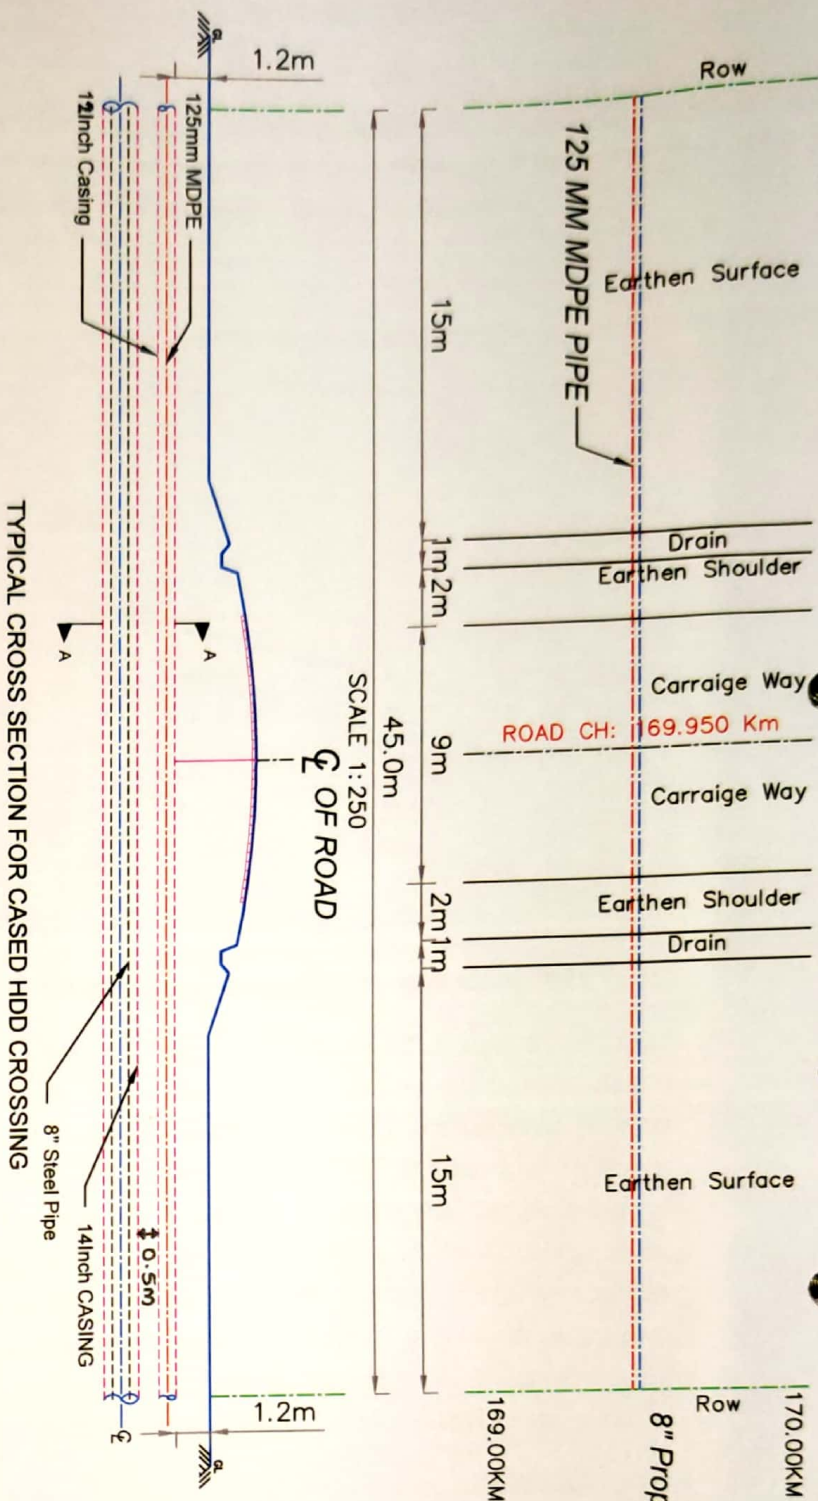 Row
Earthen Surface
125 MM MDPE PIPE
Drain
Earthen Shoulder
Carraige Way
ROAD CH: 169.950 Km
Carraige Way
Earthen Shoulder
Drain
Earthen Surface
Row
170.00KM
169.00KM
8" Prop
15m
1m
2m
9m
2m
1m
15m
45.0m
SCALE 1:250
C̲L OF ROAD
GL
1.2m
125mm MDPE
12Inch Casing
A
A
8" Steel Pipe
14Inch CASING
0.5m
1.2m
GL
CL
TYPICAL CROSS SECTION FOR CASED HDD CROSSING